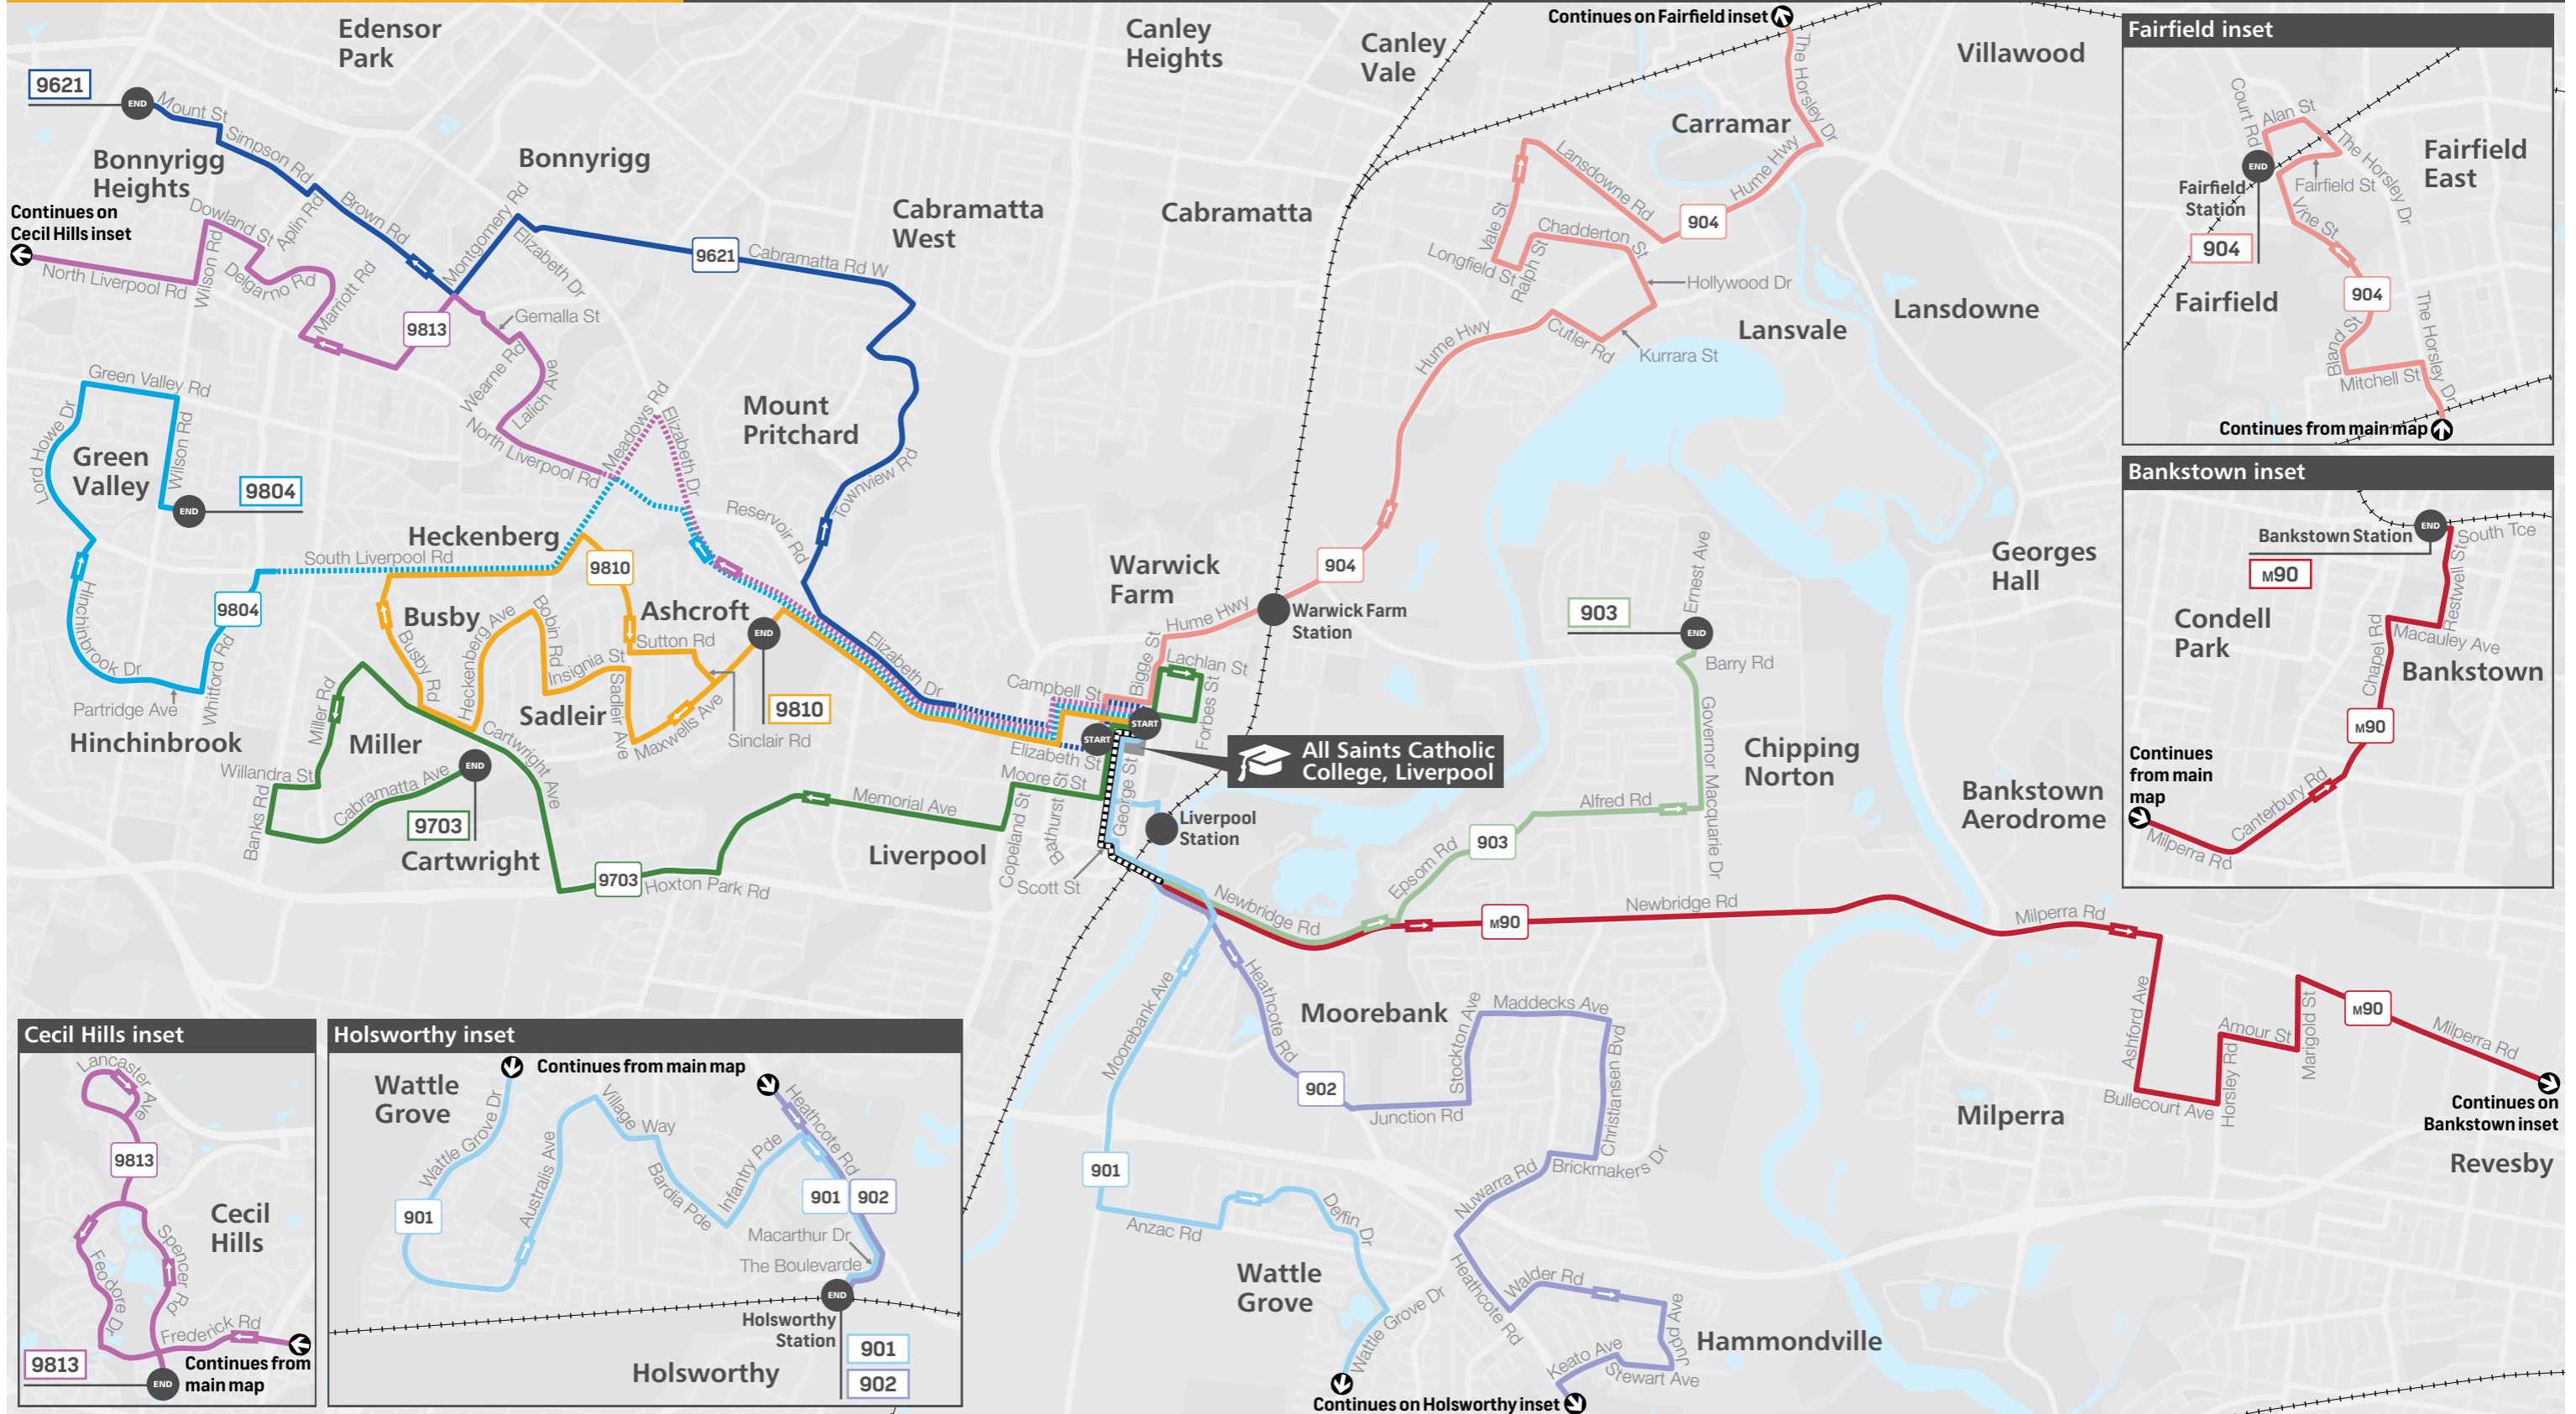 Edensor
Park
Canley
Heights
Canley
Vale
Continues on Fairfield inset
The Horsley Dr
Villawood
9621
END
Mount St
Simpson Rd
Bonnyrigg
Heights
Bonnyrigg
Carramar
Hume Hwy
Lansdowne Rd
904
Continues on
Cecil Hills inset
Dowland St
Aplin Rd
Brown Rd
Montgomery Rd
Elizabeth Dr
9621
Cabramatta Rd W
Cabramatta
West
Cabramatta
Vale St
Chadderton St
Longfield St
Ralph St
Hollywood Dr
Lansdowne
North Liverpool Rd
Wilson Rd
Delgarno Rd
Marriott Rd
9813
Gemalla St
Wearne Rd
Lalich Ave
Hume Hwy
Cutler Rd
Kurrara St
Lansvale
Green Valley Rd
Lord Howe Dr
Green
Valley
Wilson Rd
END
9804
North Liverpool Rd
Meadows Rd
Elizabeth Dr
Mount
Pritchard
Reservoir Rd
Townview Rd
Heckenberg
South Liverpool Rd
9810
9804
Hinchinbrook Dr
Partridge Ave
Whitford Rd
Hinchinbrook
Busby
Busby Rd
Heckenberg Ave
Bobin Rd
Insignia St
Ashcroft
Sutton Rd
END
9810
Sadleir
Sadleir Ave
Maxwells Ave
Sinclair Rd
Elizabeth Dr
Warwick
Farm
904
Hume Hwy
Warwick Farm
Station
Bigge St
Lachlan St
Campbell St
Forbes St
START
START
Elizabeth St
All Saints Catholic
College, Liverpool
Miller Rd
Miller
Willandra St
Cabramatta Ave
END
Cartwright Ave
Banks Rd
9703
Cartwright
9703
Hoxton Park Rd
Memorial Ave
Moore St
Liverpool
Copeland St
Bathurst St
George St
Scott St
Liverpool
Station
903
END
Ernest Ave
Barry Rd
Governor Macquarie Dr
Chipping
Norton
Georges
Hall
Alfred Rd
903
Epsom Rd
Bankstown
Aerodrome
Newbridge Rd
M90
Newbridge Rd
Milperra Rd
Moorebank Ave
Heathcote Rd
Moorebank
Maddecks Ave
Stockton Ave
Christiansen Bvd
902
Junction Rd
Brickmakers Dr
Nuwarra Rd
901
Anzac Rd
Delfin Dr
Wattle
Grove
Wattle Grove Dr
Heathcote Rd
Walder Rd
Judd Ave
Hammondville
Keato Ave
Stewart Ave
Continues on Holsworthy inset
Ashford Ave
Bullecourt Ave
Horsley Rd
Amour St
Marigold St
M90
Milperra Rd
Milperra
Continues on
Bankstown inset
Revesby
Fairfield inset
Court Rd
Alan St
The Horsley Dr
Fairfield
East
END
Fairfield
Station
Fairfield St
904
Vine St
Fairfield
904
Bland St
The Horsley Dr
Mitchell St
Continues from main map
Bankstown inset
END
Bankstown Station
South Tce
M90
Restwell St
Condell
Park
Chapel Rd
Macauley Ave
Bankstown
M90
Continues
from main
map
Canterbury Rd
Milperra Rd
Cecil Hills inset
Lancaster Ave
9813
Cecil
Hills
Spencer Rd
Feodore Dr
Frederick Rd
9813
END
Continues from
main map
Holsworthy inset
Wattle
Grove
Continues from main map
Wattle Grove Dr
Village Way
Heathcote Rd
Australis Ave
Bardia Pde
Infantry Pde
901
901
902
Macarthur Dr
The Boulevarde
END
Holsworthy
Station
901
902
Holsworthy